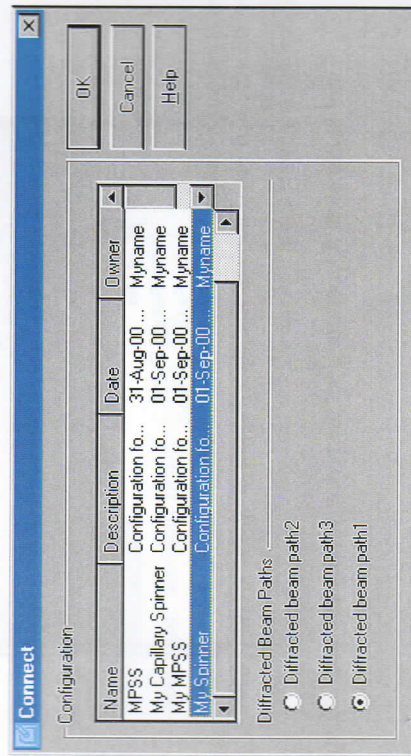 Connect
Configuration
Name Description Date Owner
MPSS Configuration fo... 31-Aug-00 ... Myname
My Capillary Spinner Configuration fo... 01-Sep-00 ... Myname
My MPSS Configuration fo... 01-Sep-00 ... Myname
My Spinner Configuration fo... 01-Sep-00 ... Myname
Diffracted Beam Paths
Diffracted beam path2
Diffracted beam path3
Diffracted beam path1
OK
Cancel
Help